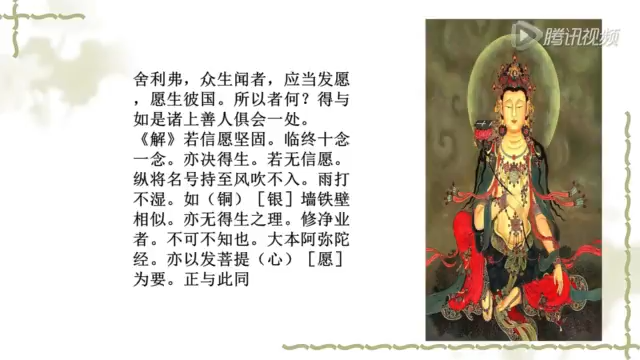 腾讯视频
舍利弗，众生闻者，应当发愿
，愿生彼国。所以者何？得与
如是诸上善人俱会一处。
《解》若信愿坚固。临终十念
一念。亦决得生。若无信愿。
纵将名号持至风吹不入。雨打
不湿。如（铜）［银］墙铁壁
相似。亦无得生之理。修净业
者。不可不知也。大本阿弥陀
经。亦以发菩提（心）［愿］
为要。正与此同